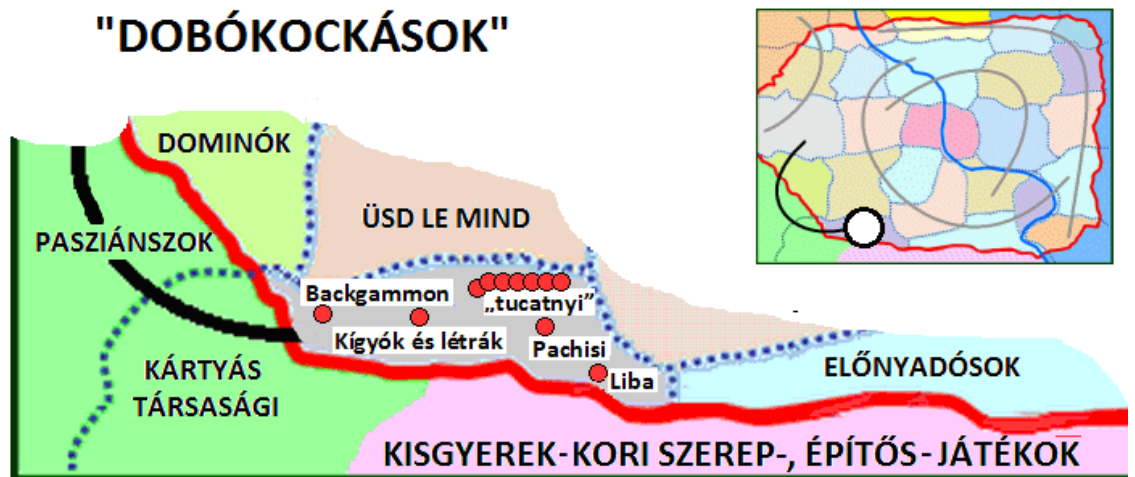 "DOBÓKOCKÁSOK"
DOMINÓK
ÜSD LE MIND
PASZIÁNSZOK
Backgammon
„tucatnyi”
Kígyók és létrák
Pachisi
KÁRTYÁS
TÁRSASÁGI
Liba
ELŐNYADÓSOK
KISGYEREK-KORI SZEREP-, ÉPÍTŐS-JÁTÉKOK